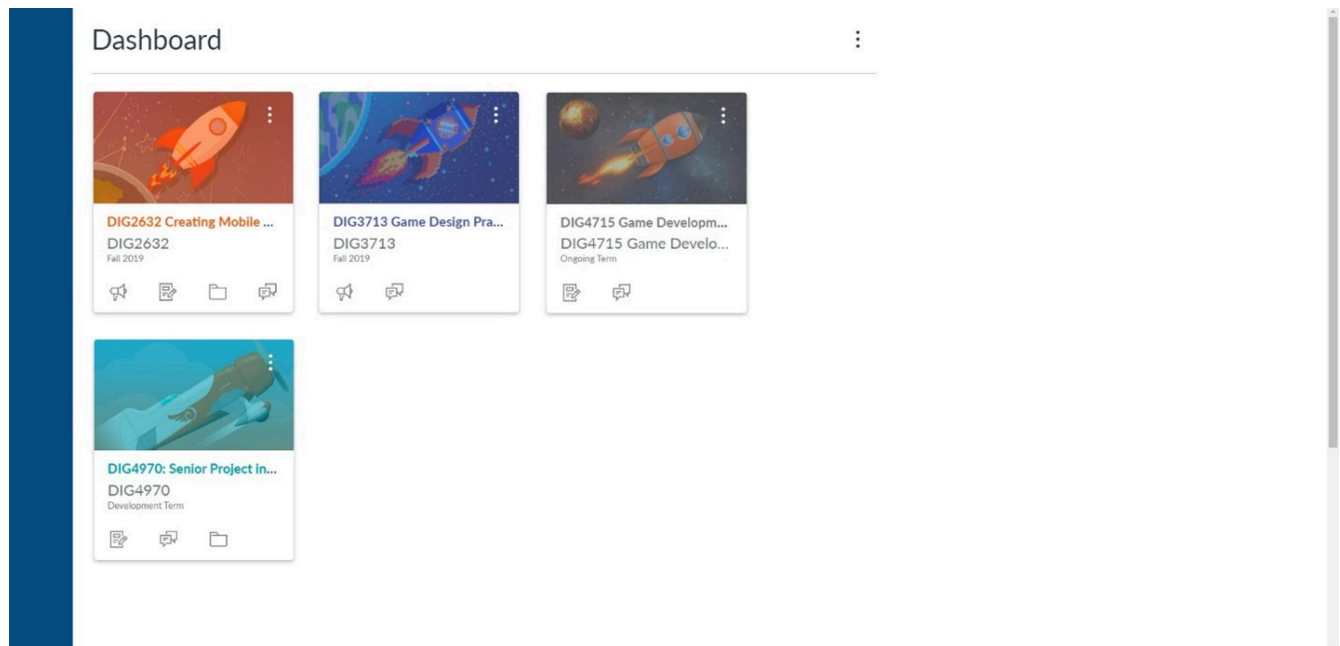 Dashboard
DIG2632 Creating Mobile ...
DIG2632
Fall 2019
DIG3713 Game Design Pra...
DIG3713
Fall 2019
DIG4715 Game Developm...
DIG4715 Game Develo...
Ongoing Term
DIG4970: Senior Project in...
DIG4970
Development Term